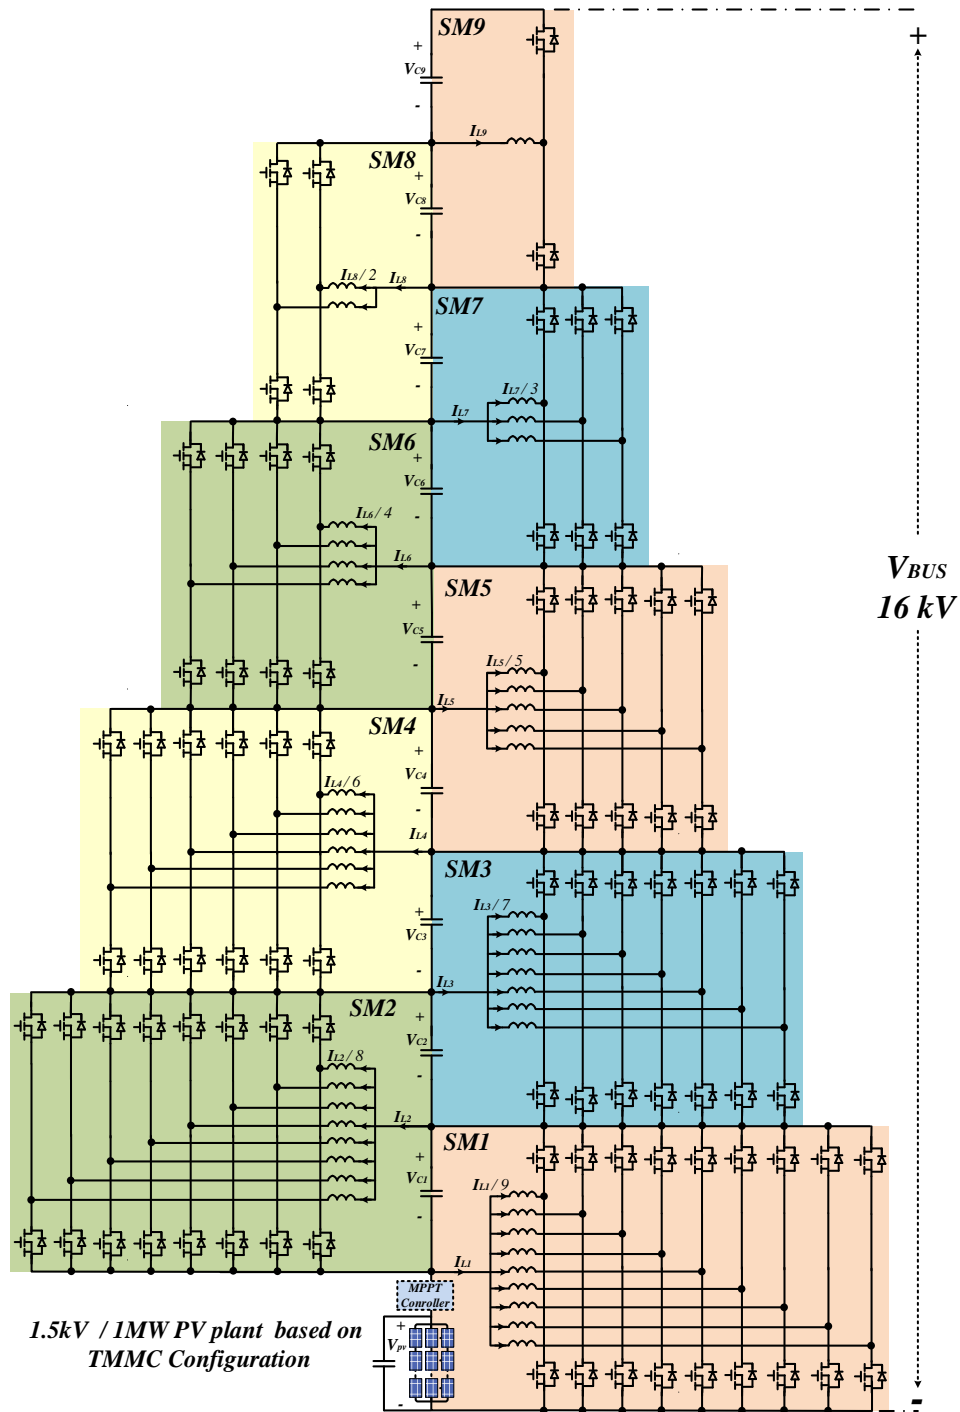 SM9
+
+
VC9
-
IL9
SM8
+
VC8
-
IL8/2
IL8
SM7
+
VC7
-
IL7/3
IL7
SM6
+
VC6
-
IL6/4
IL6
VBUS
16 kV
SM5
+
VC5
-
IL5/5
IL5
SM4
+
VC4
-
IL4/6
IL4
SM3
+
VC3
-
IL3/7
IL3
SM2
+
VC2
-
IL2/8
IL2
SM1
+
VC1
-
IL1/9
IL1
MPPT
Conroller
+
Vpv
-
1.5kV / 1MW PV plant based on
TMMC Configuration
-